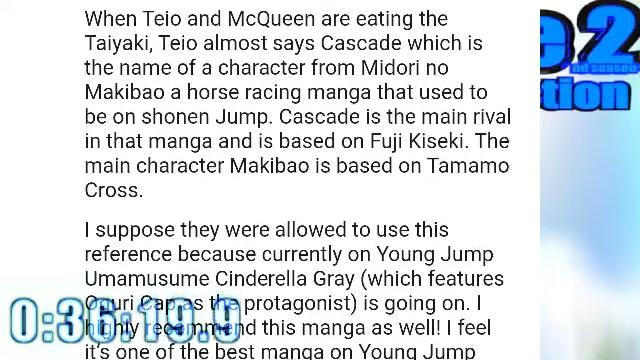 When Teio and McQueen are eating the
Taiyaki, Teio almost says Cascade which is
the name of a character from Midori no
Makibao a horse racing manga that used to
be on shonen Jump. Cascade is the main rival
in that manga and is based on Fuji Kiseki. The
main character Makibao is based on Tamamo
Cross.
I suppose they were allowed to use this
reference because currently on Young Jump
Umamusume Cinderella Gray (which features
Oguri Cap as the protagonist) is going on. I
highly recommend this manga as well! I feel
it's one of the best manga on Young Jump
0:36:19.9
e 2
nd season
ction